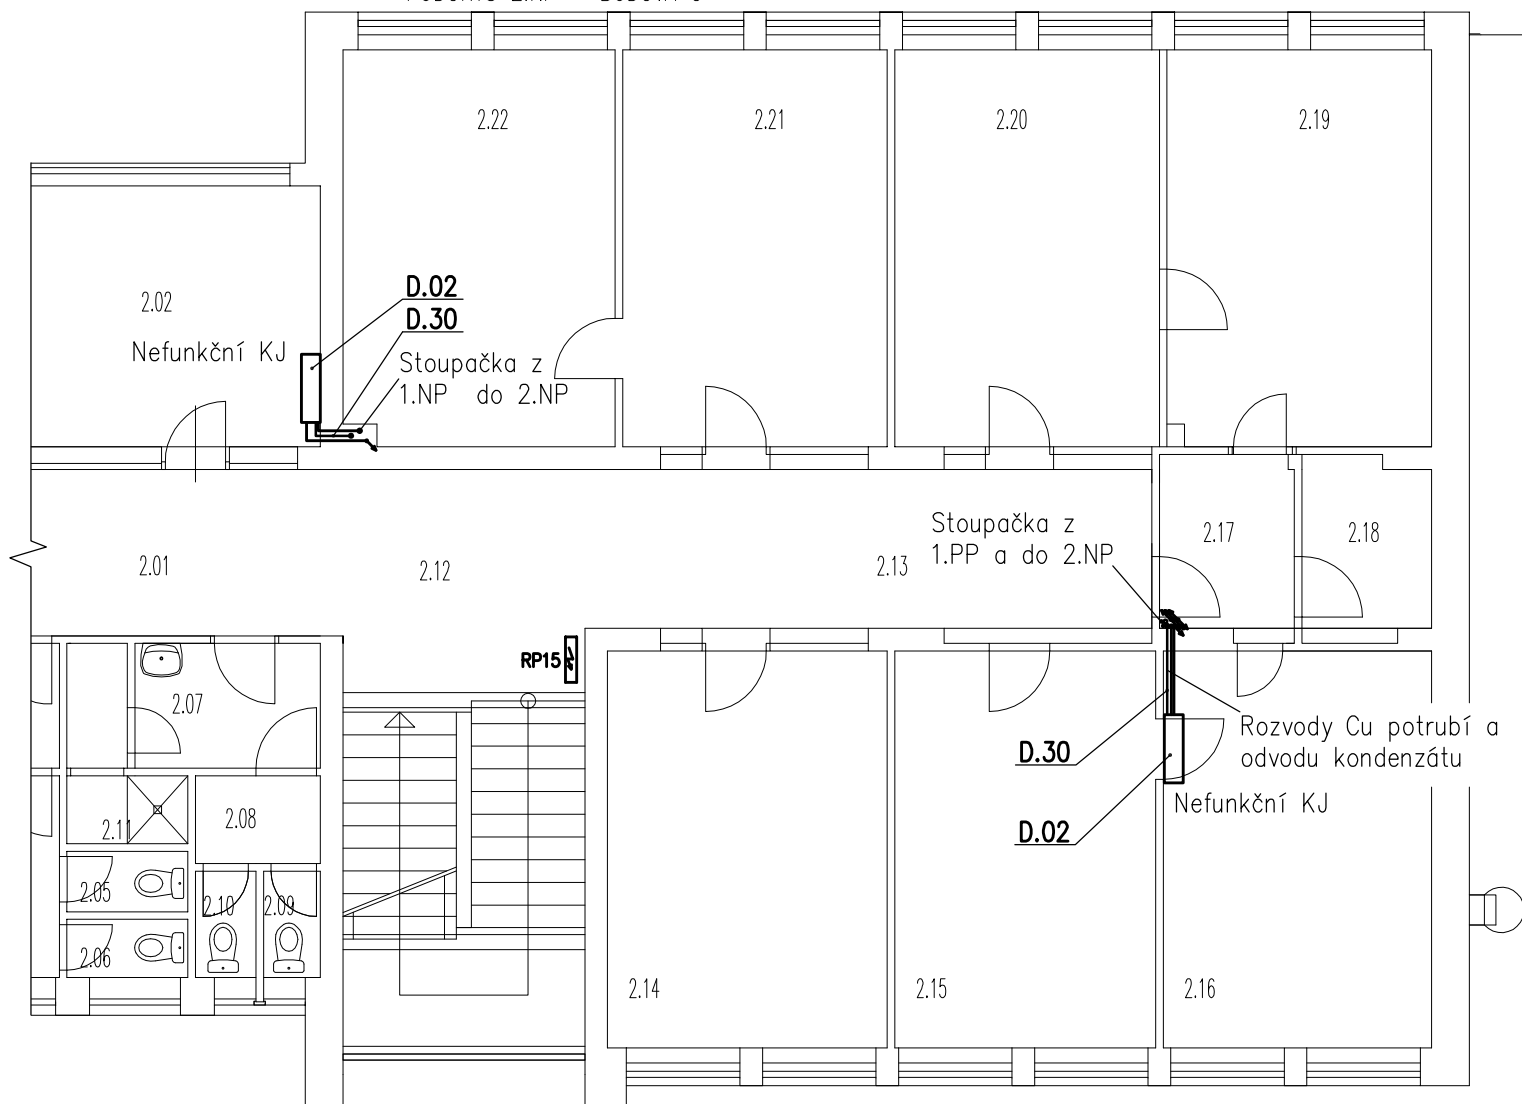 2.22
2.21
2.20
2.19
2.02
D.02
D.30
Nefunkční KJ
Stoupačka z
1.NP do 2.NP
Stoupačka z
1.PP a do 2.NP
2.17
2.18
2.01
2.12
2.13
RP15
2.07
Rozvody Cu potrubí a
odvodu kondenzátu
D.30
Nefunkční KJ
D.02
2.11
2.08
2.05
2.10
2.09
2.06
2.14
2.15
2.16